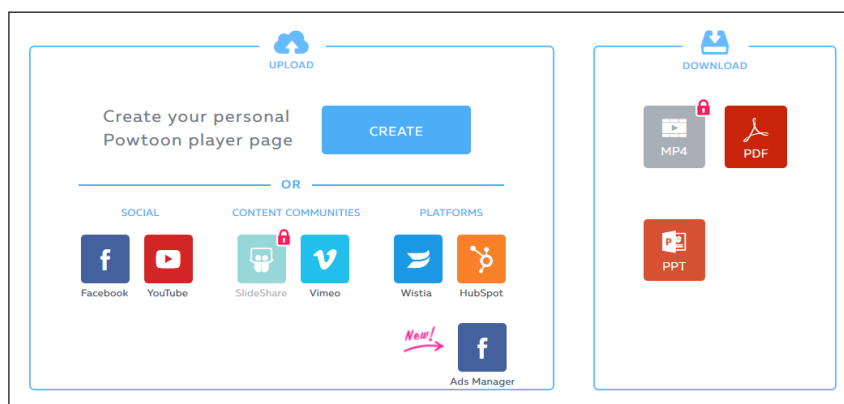 UPLOAD
Create your personal
Powtoon player page
CREATE
OR
SOCIAL
CONTENT COMMUNITIES
PLATFORMS
Facebook
YouTube
SlideShare
Vimeo
Wistia
HubSpot
New!
Ads Manager
DOWNLOAD
MP4
PDF
PPT